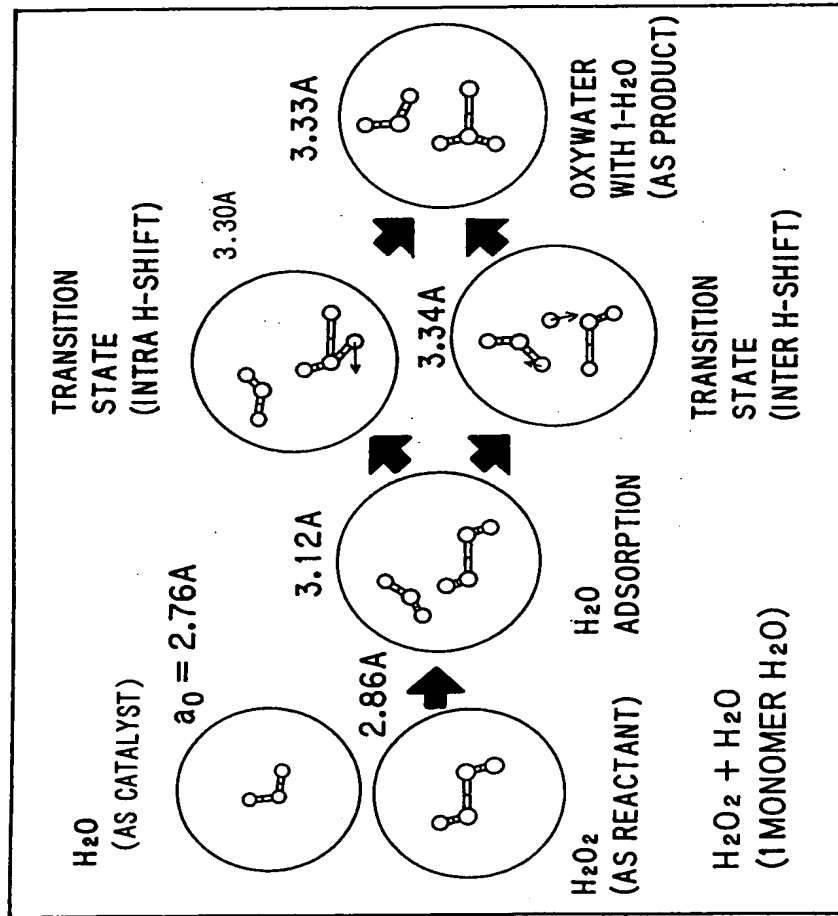 H₂O
(AS CATALYST)
a₀ = 2.76A
2.86A
H₂O₂
(AS REACTANT)
H₂O₂ + H₂O
(1 MONOMER H₂O)
3.12A
H₂O
ADSORPTION
TRANSITION
STATE
(INTRA H-SHIFT)
3.30A
3.34A
TRANSITION
STATE
(INTER H-SHIFT)
3.33A
OXYWATER
WITH 1-H₂O
(AS PRODUCT)